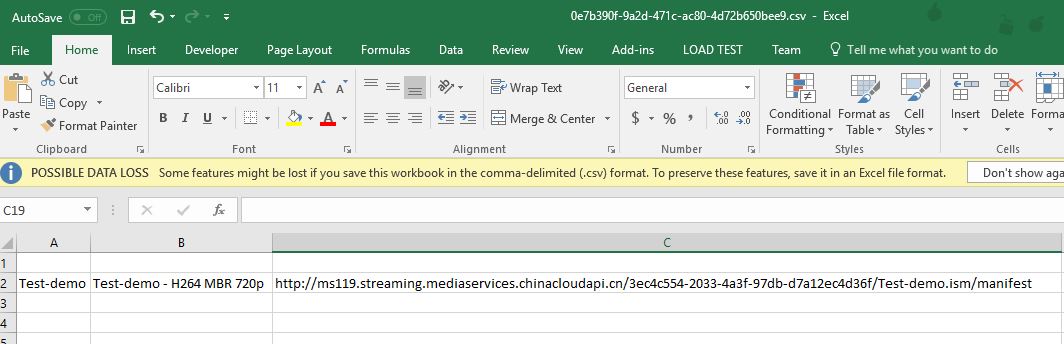 AutoSave Off 0e7b390f-9a2d-471c-ac80-4d72b650bee9.csv - Excel
File Home Insert Developer Page Layout Formulas Data Review View Add-ins LOAD TEST Team Tell me what you want to do
Cut
Copy
Format Painter
Paste
Clipboard
Calibri 11
B I U A
Font
Wrap Text
Merge & Center
Alignment
General
$ % ,
Number
Conditional Formatting
Format as Table
Cell Styles
Styles
Insert Delete Forma
Cells
POSSIBLE DATA LOSS Some features might be lost if you save this workbook in the comma-delimited (.csv) format. To preserve these features, save it in an Excel file format. Don't show aga
C19 fx
A B C
1
2 Test-demo Test-demo - H264 MBR 720p http://ms119.streaming.mediaservices.chinacloudapi.cn/3ec4c554-2033-4a3f-97db-d7a12ec4d36f/Test-demo.ism/manifest
3
4
5